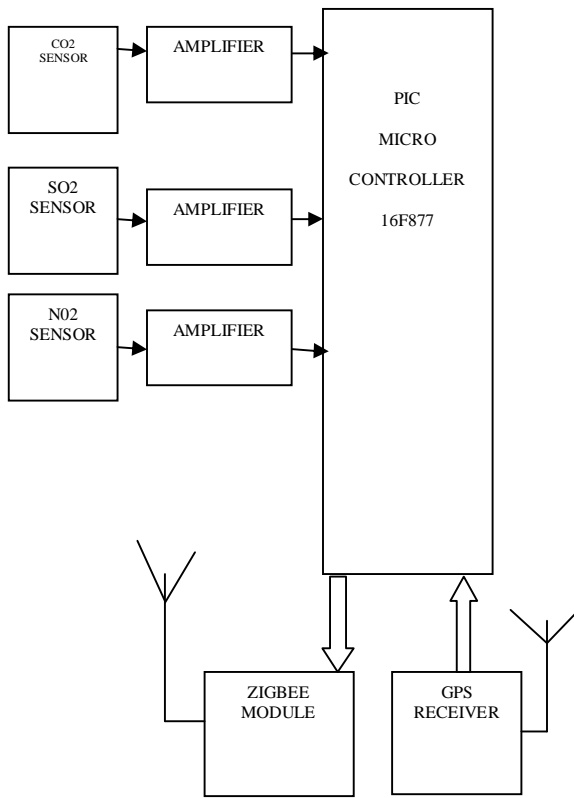 CO2
SENSOR
AMPLIFIER
PIC
MICRO
CONTROLLER
16F877
SO2
SENSOR
AMPLIFIER
N02
SENSOR
AMPLIFIER
ZIGBEE
MODULE
GPS
RECEIVER